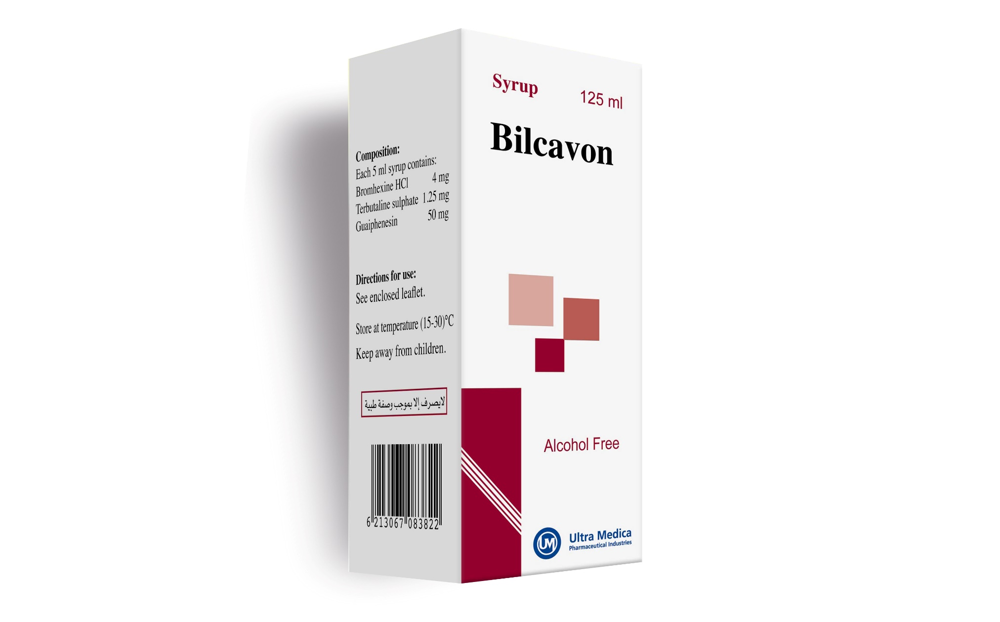 Composition:
Each 5 ml syrup contains:
Bromhexine HCl 4 mg
Terbutaline sulphate 1.25 mg
Guaiphenesin 50 mg
Directions for use:
See enclosed leaflet.
Store at temperature (15-30)°C
Keep away from children.
لايصرف إلا بموجب وصفة طبية
6 213067 083822
Syrup 125 ml
Bilcavon
Alcohol Free
UM
Ultra Medica
Pharmaceutical Industries